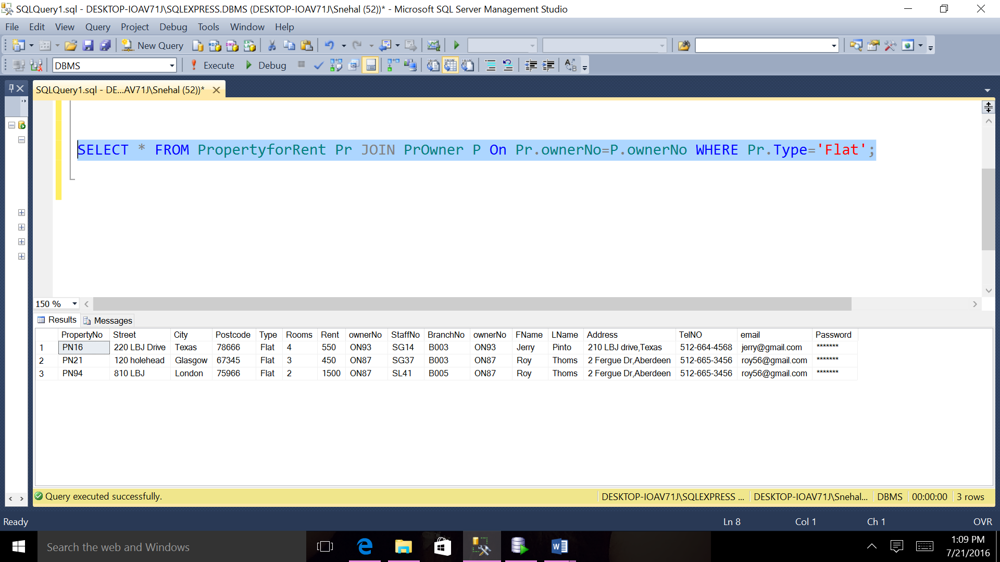 SQLQuery1.sql - DESKTOP-IOAV71J\SQLEXPRESS.DBMS (DESKTOP-IOAV71J\Snehal (52))* - Microsoft SQL Server Management Studio
File Edit View Query Project Debug Tools Window Help
New Query
DBMS Execute Debug
SQLQuery1.sql - DE...AV71J\Snehal (52))*
SELECT * FROM PropertyforRent Pr JOIN PrOwner P On Pr.ownerNo=P.ownerNo WHERE Pr.Type='Flat';
150 %
Results Messages
PropertyNo Street City Postcode Type Rooms Rent ownerNo StaffNo BranchNo ownerNo FName LName Address TelNO email Password
1 PN16 220 LBJ Drive Texas 78666 Flat 4 550 ON93 SG14 B003 ON93 Jerry Pinto 210 LBJ drive,Texas 512-664-4568 jerry@gmail.com *******
2 PN21 120 holehead Glasgow 67345 Flat 3 450 ON87 SG37 B003 ON87 Roy Thoms 2 Fergue Dr,Aberdeen 512-665-3456 roy56@gmail.com *******
3 PN94 810 LBJ London 75966 Flat 2 1500 ON87 SL41 B005 ON87 Roy Thoms 2 Fergue Dr,Aberdeen 512-665-3456 roy56@gmail.com *******
Query executed successfully. DESKTOP-IOAV71J\SQLEXPRESS ... DESKTOP-IOAV71J\Snehal... DBMS 00:00:00 3 rows
Ready Ln 8 Col 1 Ch 1 OVR
Search the web and Windows
1:09 PM
7/21/2016